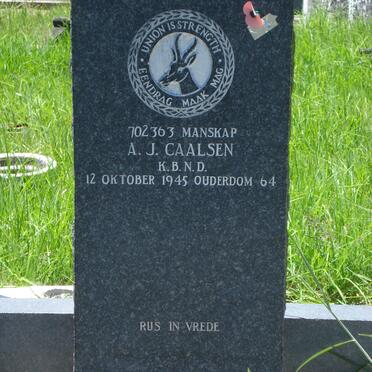 UNION IS STRENGTH
EENDRAG MAAK MAG
702363 MANSKAP
A. J. CAALSEN
K.B.N.D.
12 OKTOBER 1945 OUDERDOM 64
RUS IN VREDE